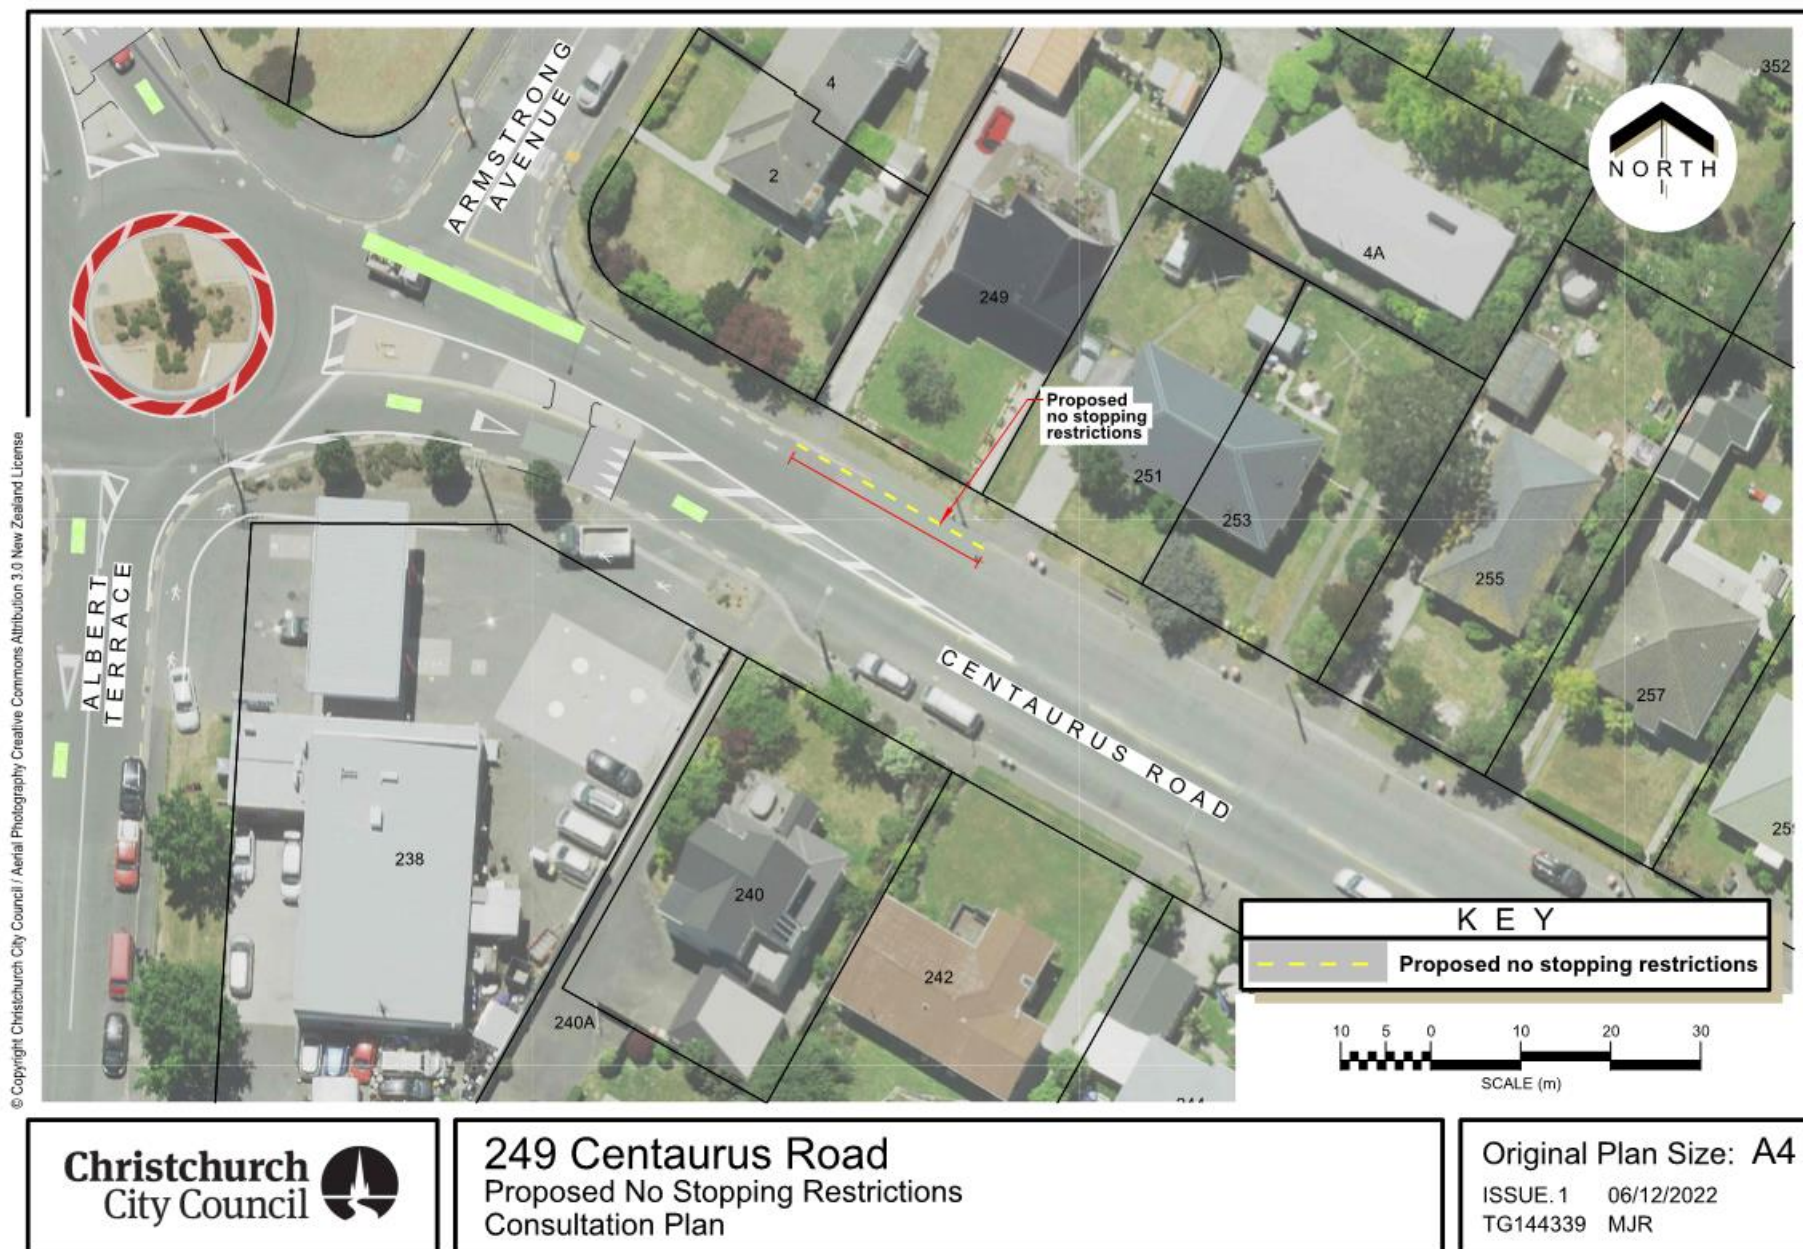 ARMSTRONG
AVENUE
4
2
249
4A
352
NORTH
Proposed
no stopping
restrictions
251
253
255
257
ALBERT
TERRACE
CENTAURUS ROAD
238
240
242
240A
© Copyright Christchurch City Council / Aerial Photography Creative Commons Attribution 3.0 New Zealand License
KEY
Proposed no stopping restrictions
10 5 0 10 20 30
SCALE (m)
Christchurch
City Council
249 Centaurus Road
Proposed No Stopping Restrictions
Consultation Plan
Original Plan Size: A4
ISSUE. 1 06/12/2022
TG144339 MJR